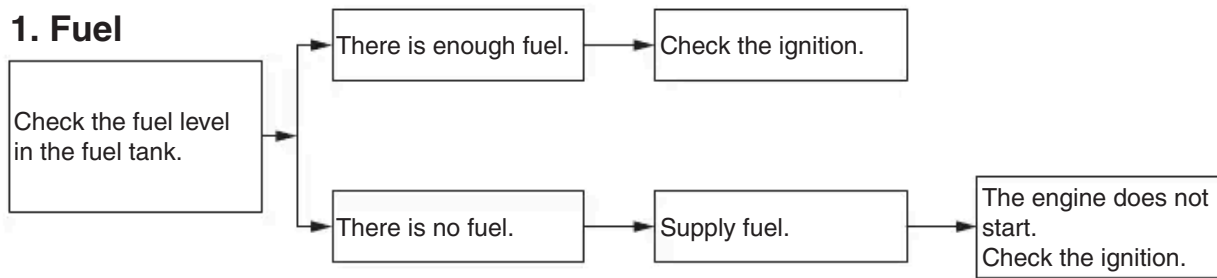 1. Fuel
Check the fuel level
in the fuel tank.
There is enough fuel.
Check the ignition.
There is no fuel.
Supply fuel.
The engine does not
start.
Check the ignition.